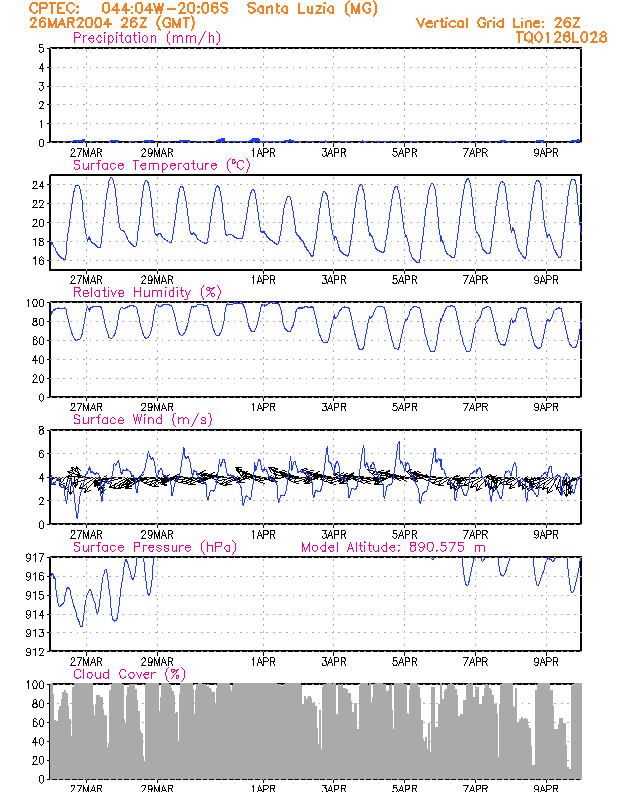 CPTEC:   044:04W-20:06S  Santa Luzia (MG)
26MAR2004 26Z (GMT)   Vertical Grid Line: 26Z
Precipitation (mm/h)   TQ0126L028
5
4
3
2
1
0
27MAR 29MAR 1APR 3APR 5APR 7APR 9APR
Surface Temperature (ºC)
24
22
20
18
16
27MAR 29MAR 1APR 3APR 5APR 7APR 9APR
Relative Humidity (%)
100
80
60
40
20
0
27MAR 29MAR 1APR 3APR 5APR 7APR 9APR
Surface Wind (m/s)
8
6
4
2
0
27MAR 29MAR 1APR 3APR 5APR 7APR 9APR
Surface Pressure (hPa)   Model Altitude: 890.575 m
917
916
915
914
913
912
27MAR 29MAR 1APR 3APR 5APR 7APR 9APR
Cloud Cover (%)
100
80
60
40
20
0
27MAR 29MAR 1APR 3APR 5APR 7APR 9APR